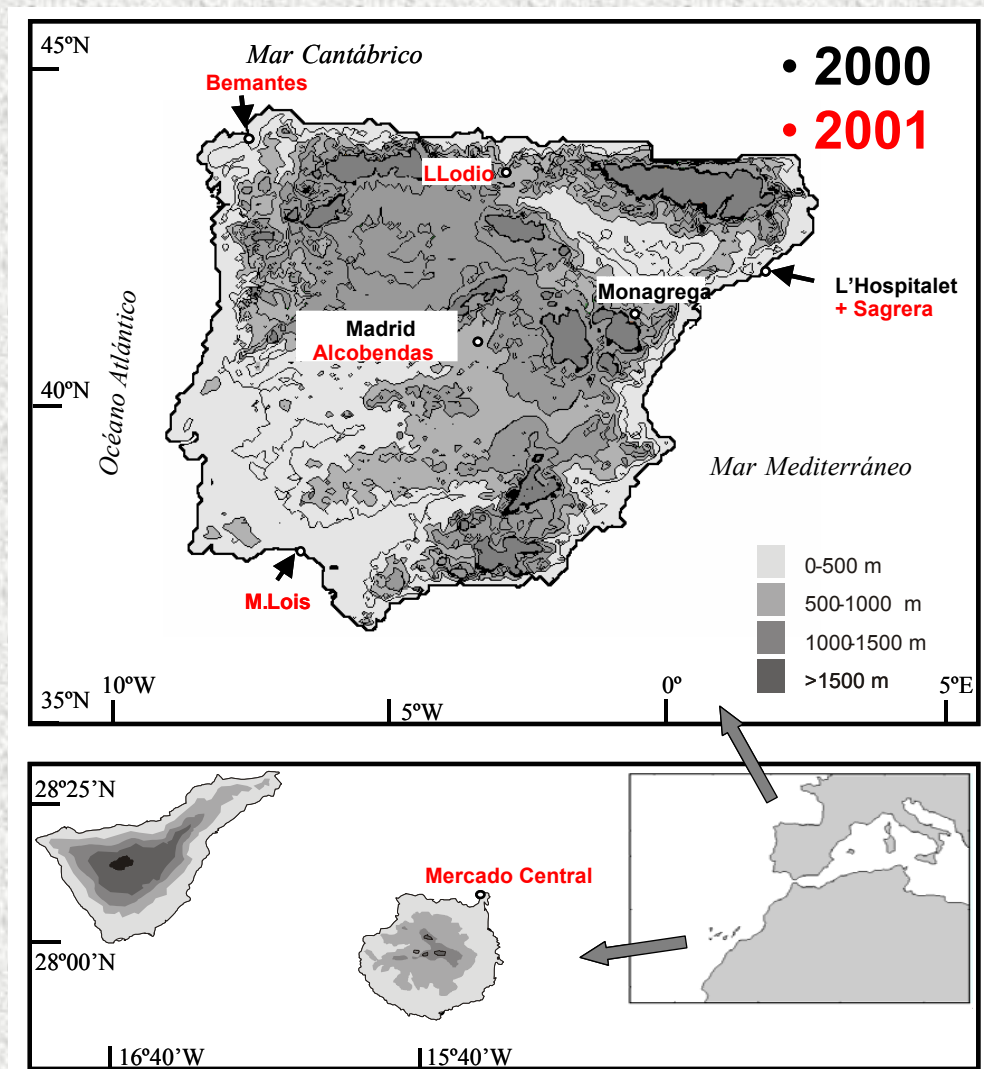 45ºN
Mar Cantábrico
• 2000
Bemantes
• 2001
LLodio
Monagrega
L'Hospitalet
+ Sagrera
Madrid
Alcobendas
Océano Atlántico
40ºN
Mar Mediterráneo
0-500 m
500-1000 m
M.Lois
1000-1500 m
>1500 m
10ºW
0º
5ºE
35ºN
5ºW
28º25'N
Mercado Central
28º00'N
16º40'W
15º40'W